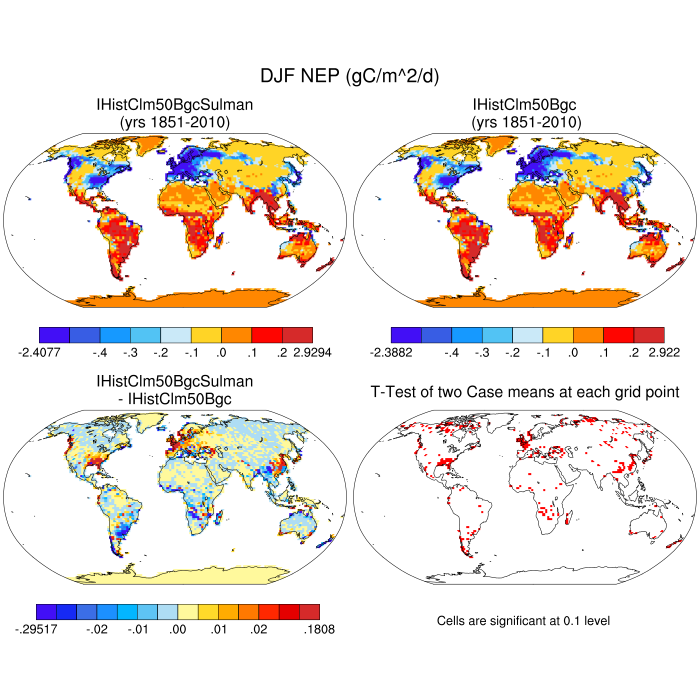 DJF NEP (gC/m^2/d)
IHistClm50BgcSulman
(yrs 1851-2010)
IHistClm50Bgc
(yrs 1851-2010)
-2.4077 -.4 -.3 -.2 -.1 .0 .1 .2 2.9294
-2.3882 -.4 -.3 -.2 -.1 .0 .1 .2 2.922
IHistClm50BgcSulman
- IHistClm50Bgc
T-Test of two Case means at each grid point
-.29517 -.02 -.01 .00 .01 .02 .1808
Cells are significant at 0.1 level